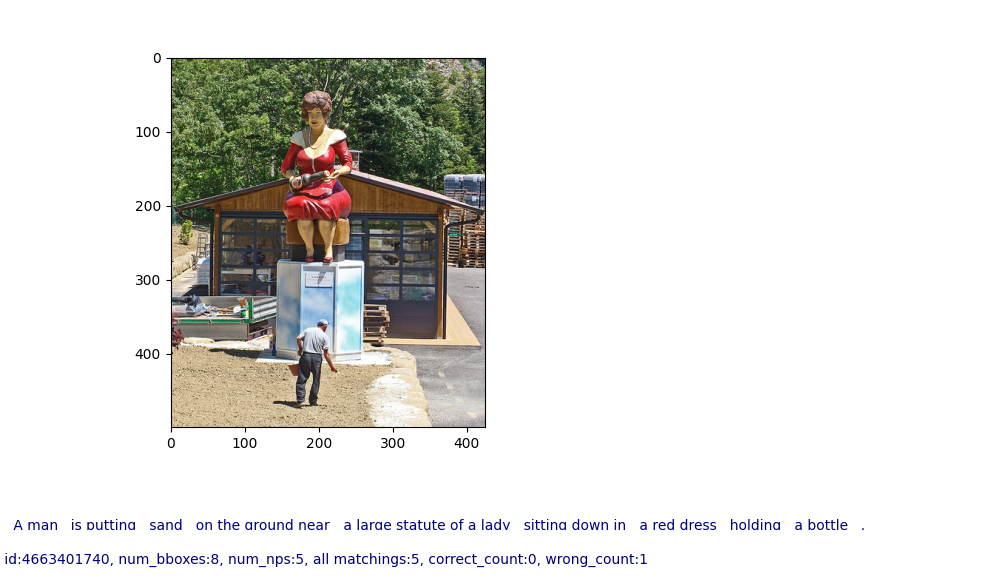 0
100
200
300
400
0 100 200 300 400
A man is putting sand on the ground near a large statute of a lady sitting down in a red dress holding a bottle .
id:4663401740, num_bboxes:8, num_nps:5, all matchings:5, correct_count:0, wrong_count:1